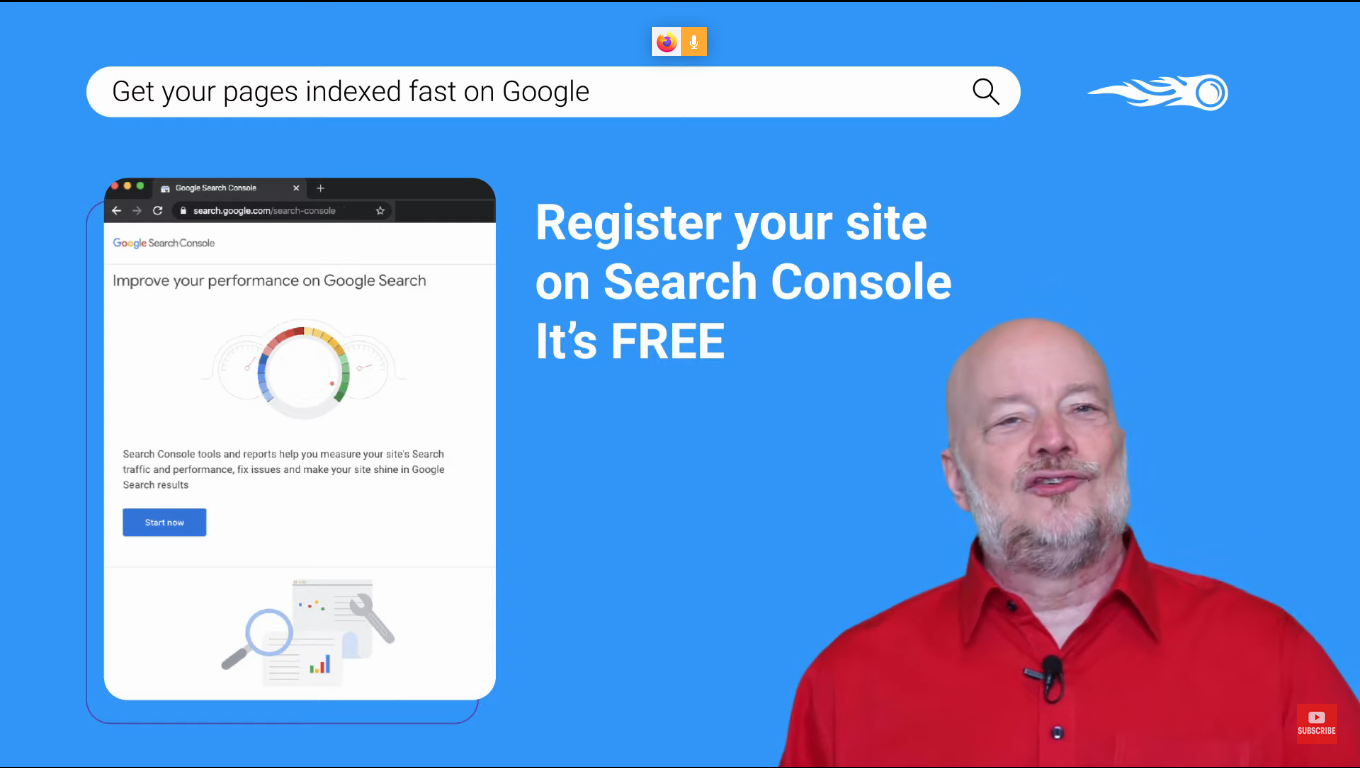 Get your pages indexed fast on Google
Google Search Console
search.google.com/search-console
Google Search Console
Improve your performance on Google Search
Search Console tools and reports help you measure your site's Search
traffic and performance, fix issues and make your site shine in Google
Search results
Start now
Register your site
on Search Console
It's FREE
SUBSCRIBE